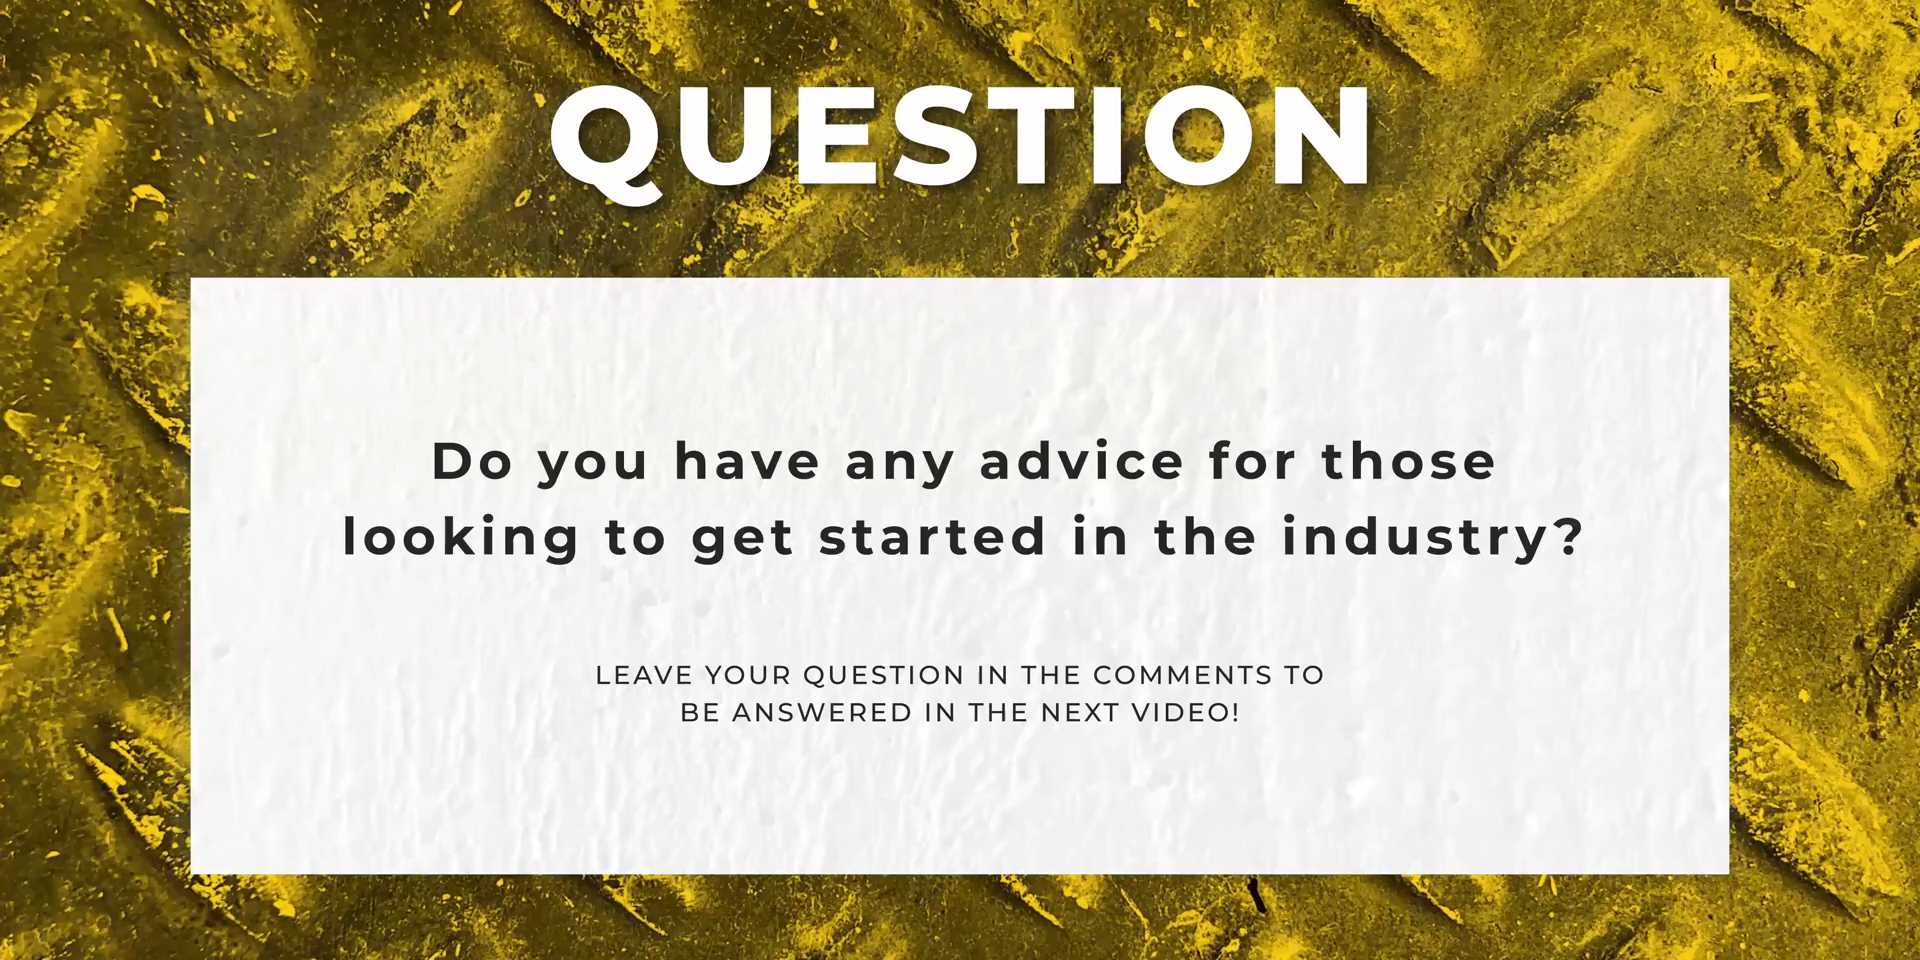 QUESTION
Do you have any advice for those
looking to get started in the industry?
LEAVE YOUR QUESTION IN THE COMMENTS TO
BE ANSWERED IN THE NEXT VIDEO!